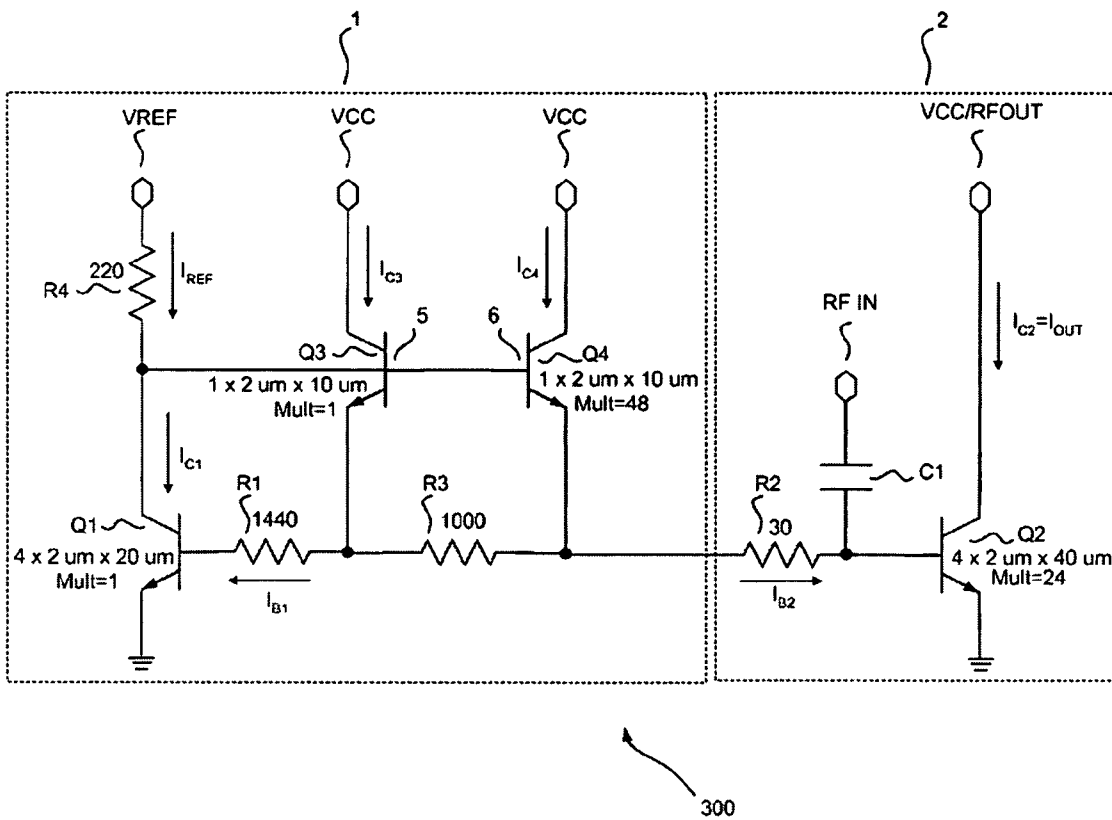 1
2
VREF
VCC
VCC
VCC/RFOUT
220
R4
IREF
IC3
IC4
RF IN
IC2=IOUT
5
6
Q3
Q4
1 x 2 um x 10 um
Mult=1
1 x 2 um x 10 um
Mult=48
IC1
C1
R1
1440
R3
1000
R2
30
Q1
4 x 2 um x 20 um
Mult=1
Q2
4 x 2 um x 40 um
Mult=24
IB1
IB2
300